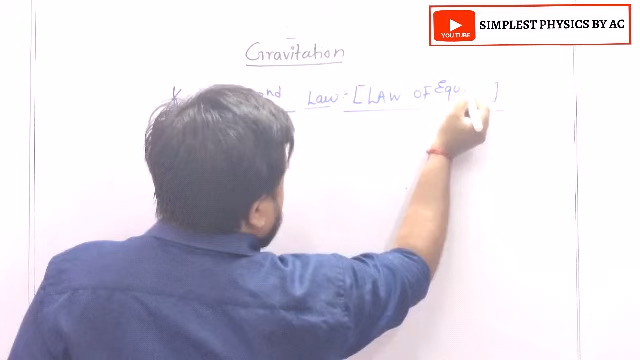 YOUTUBE
SIMPLEST PHYSICS BY AC
Gravitation
nd Law:- [LAW OF Equ ]